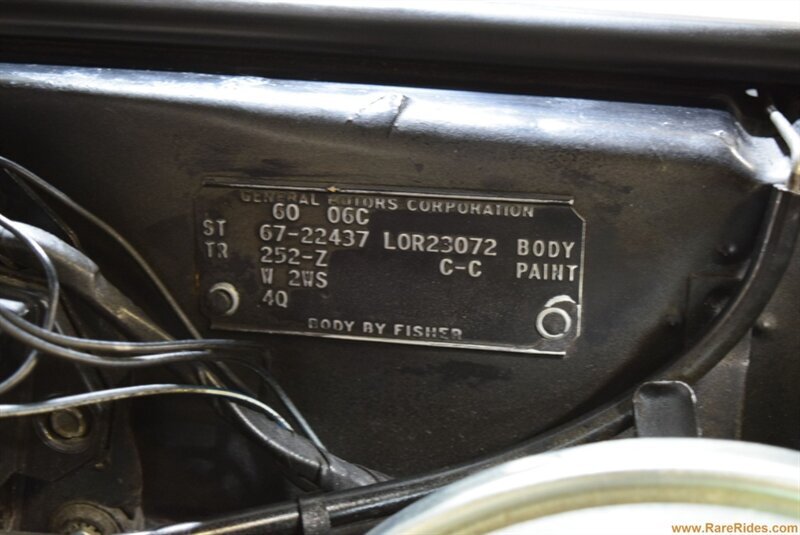 GENERAL MOTORS CORPORATION
60 06C
ST 67-22437 LOR23072 BODY
TR 252-Z C-C PAINT
W 2WS
4Q
BODY BY FISHER
www.RareRides.com